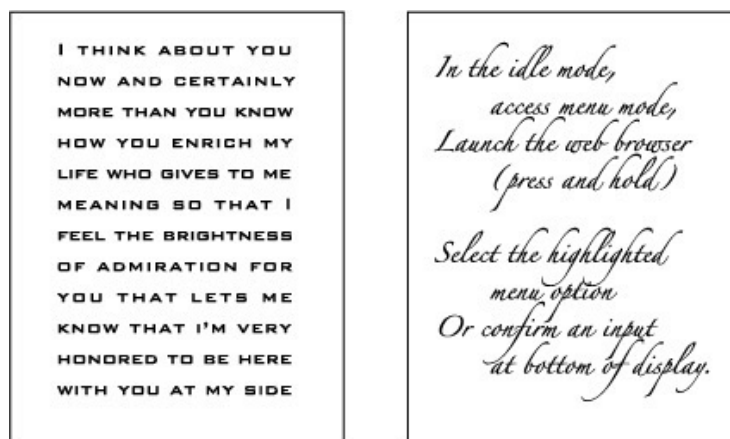 I THINK ABOUT YOU
NOW AND CERTAINLY
MORE THAN YOU KNOW
HOW YOU ENRICH MY
LIFE WHO GIVES TO ME
MEANING SO THAT I
FEEL THE BRIGHTNESS
OF ADMIRATION FOR
YOU THAT LETS ME
KNOW THAT I'M VERY
HONORED TO BE HERE
WITH YOU AT MY SIDE
In the idle mode,
access menu mode,
Launch the web browser
(press and hold)
Select the highlighted
menu option
Or confirm an input
at bottom of display.